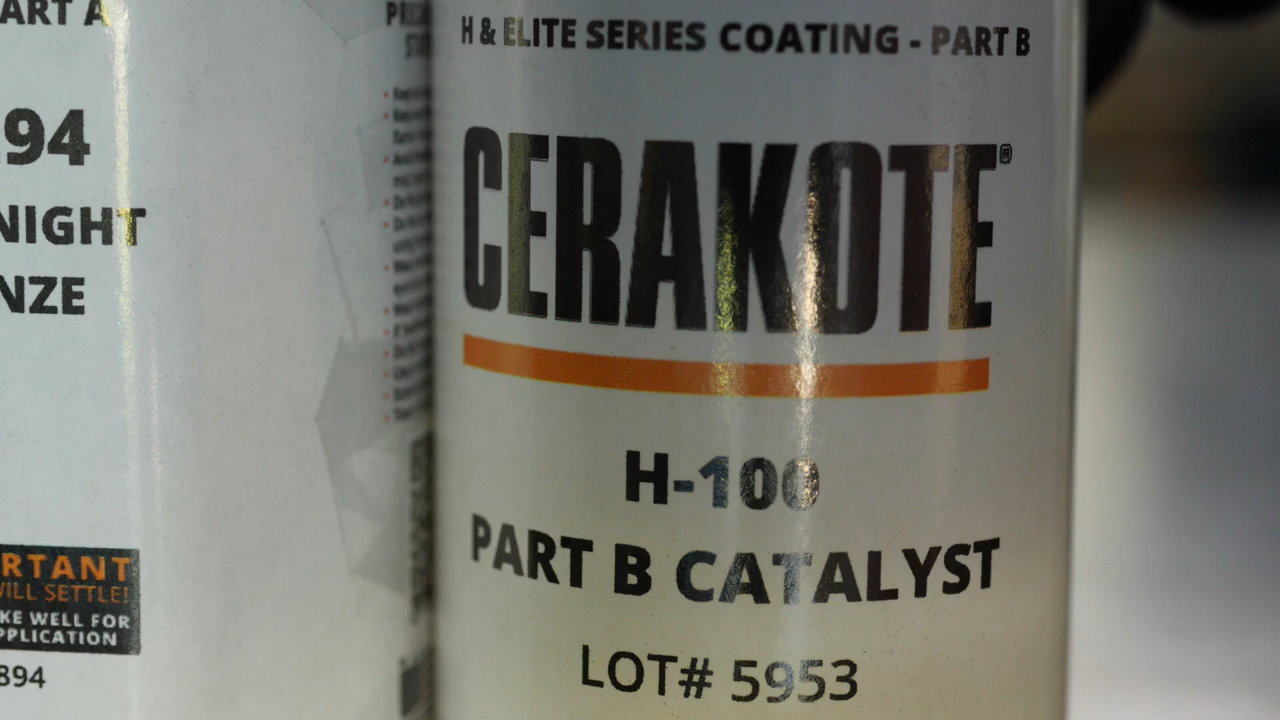 ART A
94
NIGHT
NZE
RTANT
WILL SETTLE!
KE WELL FOR
PPLICATION
894
H & ELITE SERIES COATING - PART B
CERAKOTE®
H-100
PART B CATALYST
LOT# 5953